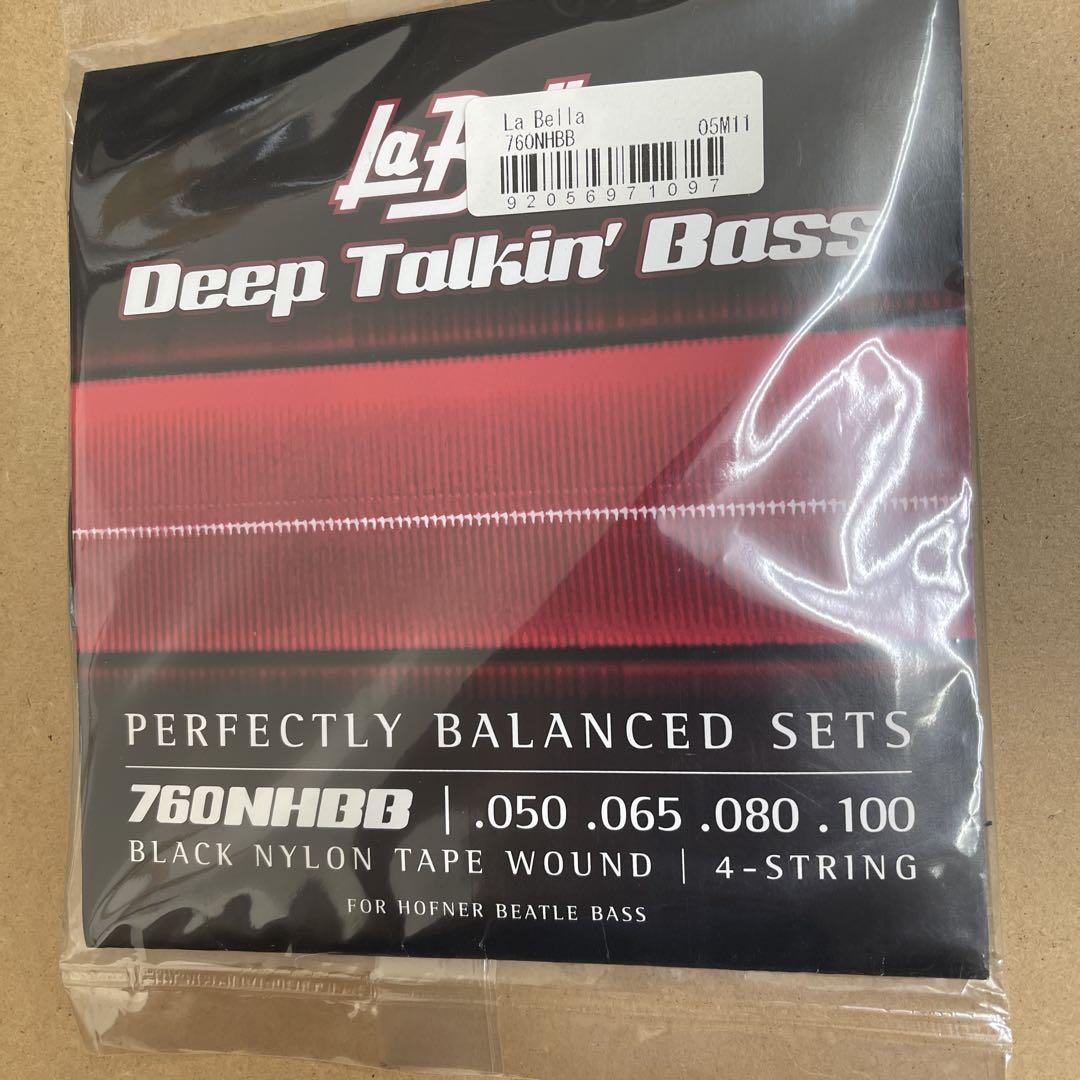 La B
La Bella
760NHBB 05M11
92056971097
Deep Talkin' Bass
PERFECTLY BALANCED SETS
760NHBB | .050 .065 .080 .100
BLACK NYLON TAPE WOUND | 4-STRING
FOR HOFNER BEATLE BASS